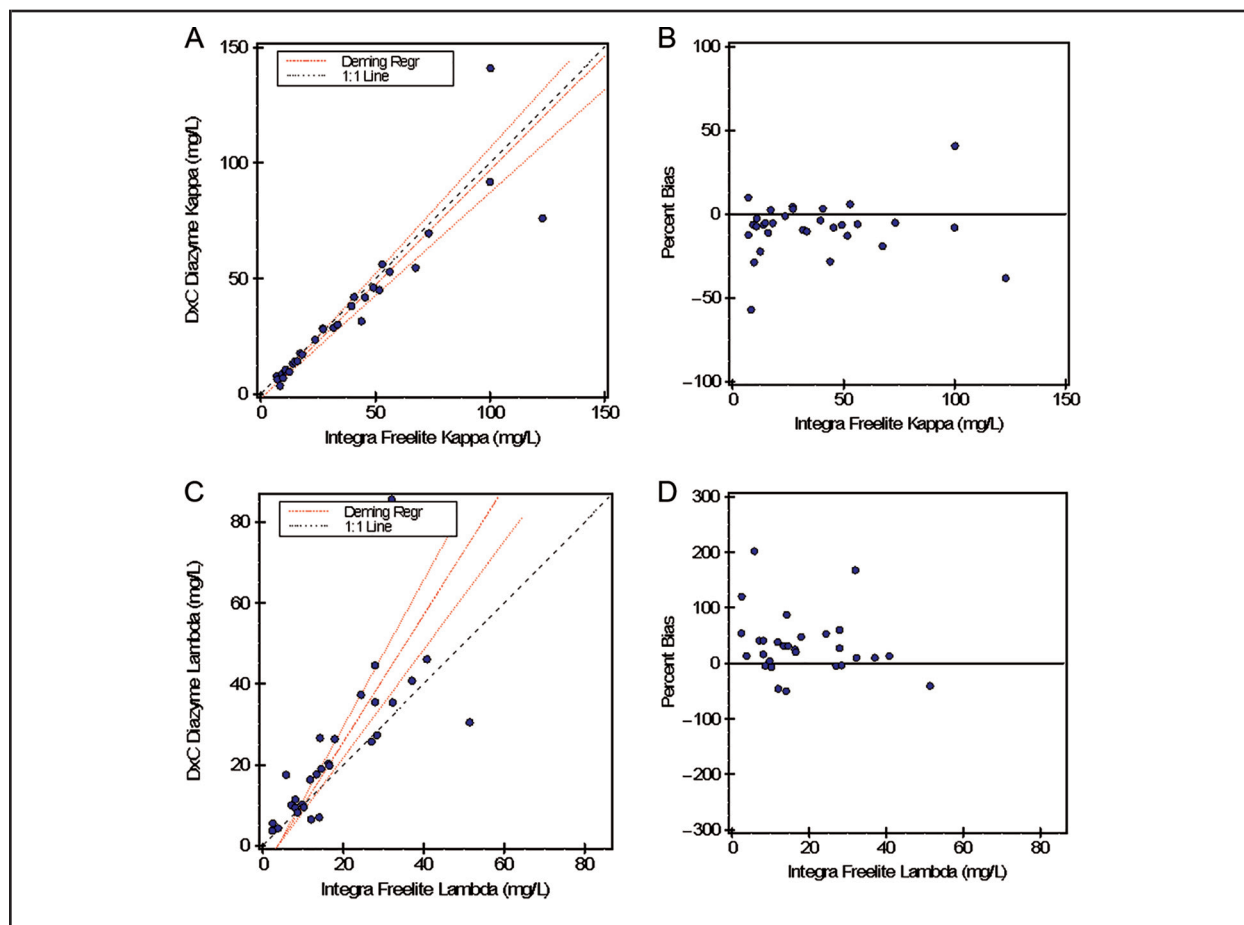 A
150
Deming Regr
1:1 Line
100
50
0
DxC Diazyme Kappa (mg/L)
0 50 100 150
Integra Freelite Kappa (mg/L)
B
100
50
0
−50
−100
Percent Bias
0 50 100 150
Integra Freelite Kappa (mg/L)
C
Deming Regr
1:1 Line
80
60
40
20
0
DxC Diazyme Lambda (mg/L)
0 20 40 60 80
Integra Freelite Lambda (mg/L)
D
300
200
100
0
−100
−200
−300
Percent Bias
0 20 40 60 80
Integra Freelite Lambda (mg/L)